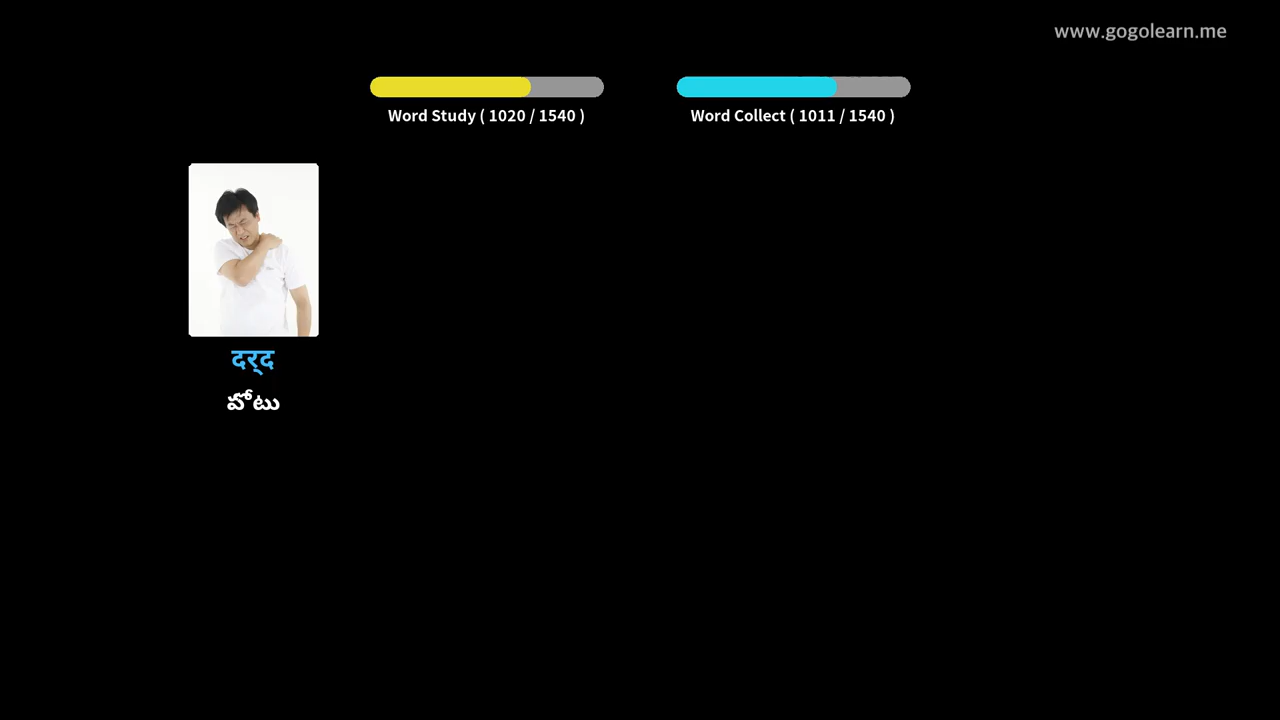 www.gogolearn.me
Word Study ( 1020 / 1540 )
Word Collect ( 1011 / 1540 )
दर्द
పోటు